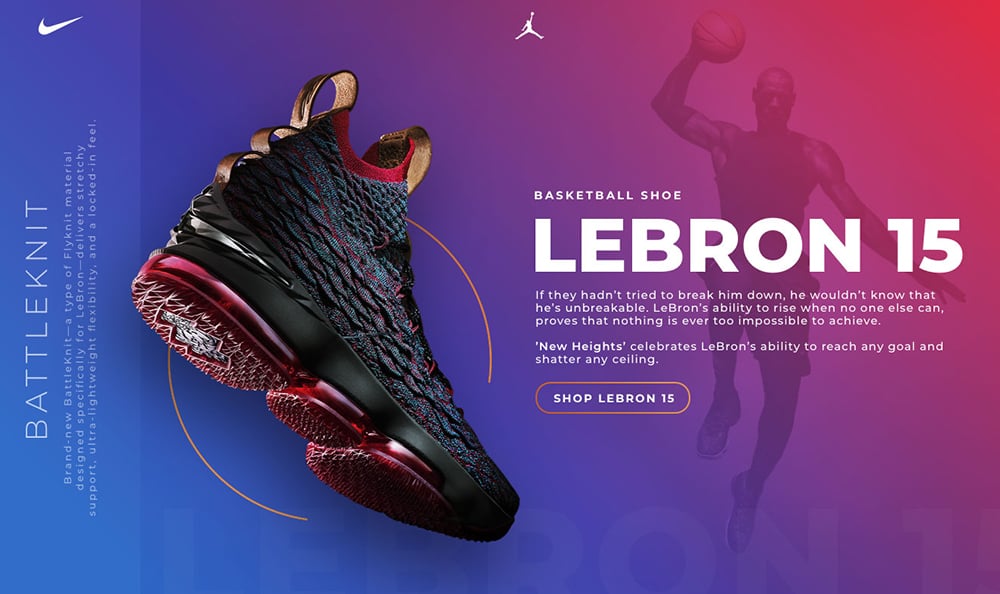 BATTLEKNIT
Brand-new BattleKnit—a type of Flyknit material
designed specifically for LeBron—delivers stretchy
support, ultra-lightweight flexibility, and a locked-in feel.
BASKETBALL SHOE
LEBRON 15
If they hadn't tried to break him down, he wouldn't know that
he's unbreakable. LeBron's ability to rise when no one else can,
proves that nothing is ever too impossible to achieve.
'New Heights' celebrates LeBron's ability to reach any goal and
shatter any ceiling.
SHOP LEBRON 15
LEBRON 15